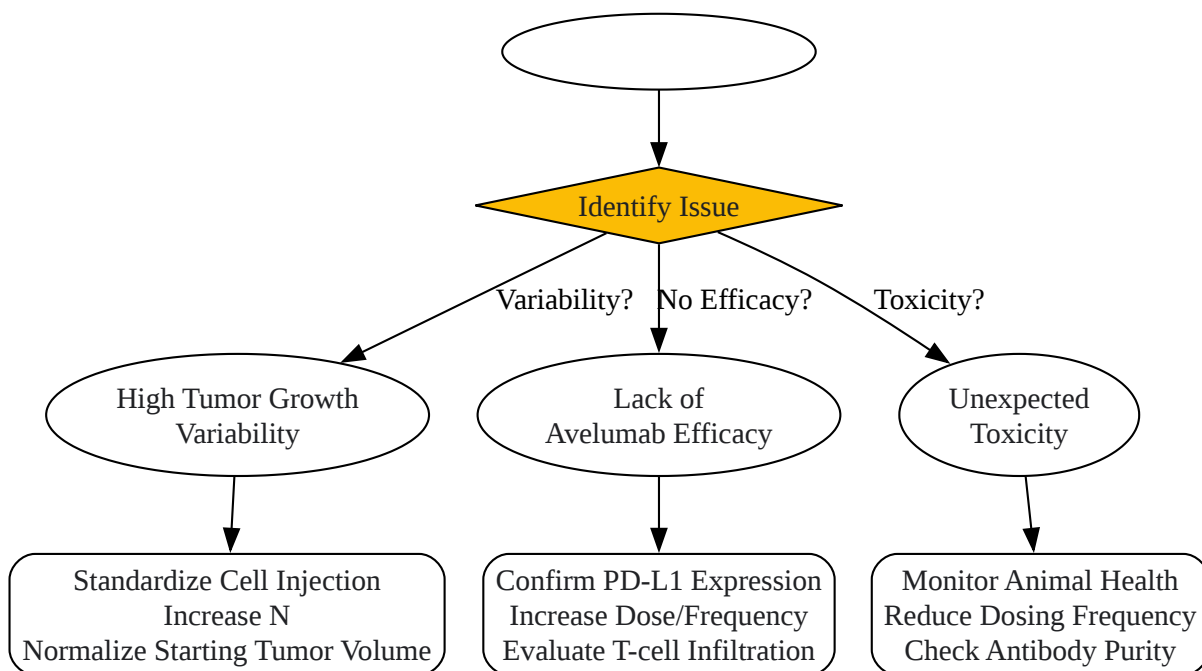 Identify Issue
Variability?
No Efficacy?
Toxicity?
High Tumor Growth
Variability
Lack of
Avelumab Efficacy
Unexpected
Toxicity
Standardize Cell Injection
Increase N
Normalize Starting Tumor Volume
Confirm PD-L1 Expression
Increase Dose/Frequency
Evaluate T-cell Infiltration
Monitor Animal Health
Reduce Dosing Frequency
Check Antibody Purity